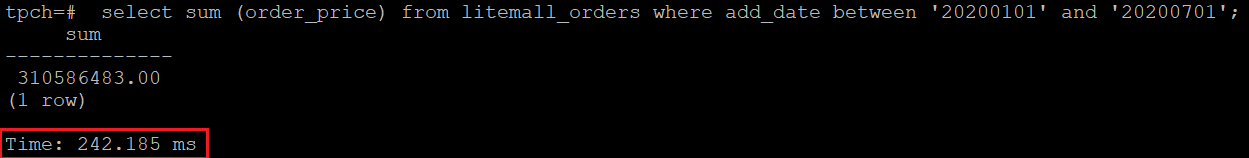 tpch=#  select sum (order_price) from litemall_orders where add_date between '20200101' and '20200701';
     sum
--------------
 310586483.00
(1 row)
Time: 242.185 ms